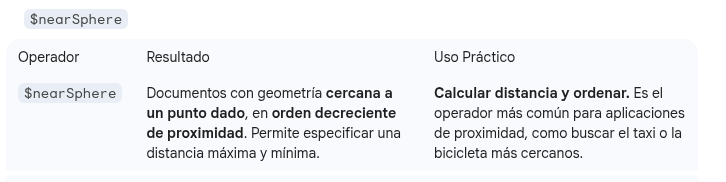 $nearSphere
Operador Resultado Uso Práctico
$nearSphere Documentos con geometría cercana a Calcular distancia y ordenar. Es el
un punto dado, en orden decreciente operador más común para aplicaciones
de proximidad. Permite especificar una de proximidad, como buscar el taxi o la
distancia máxima y mínima. bicicleta más cercanos.